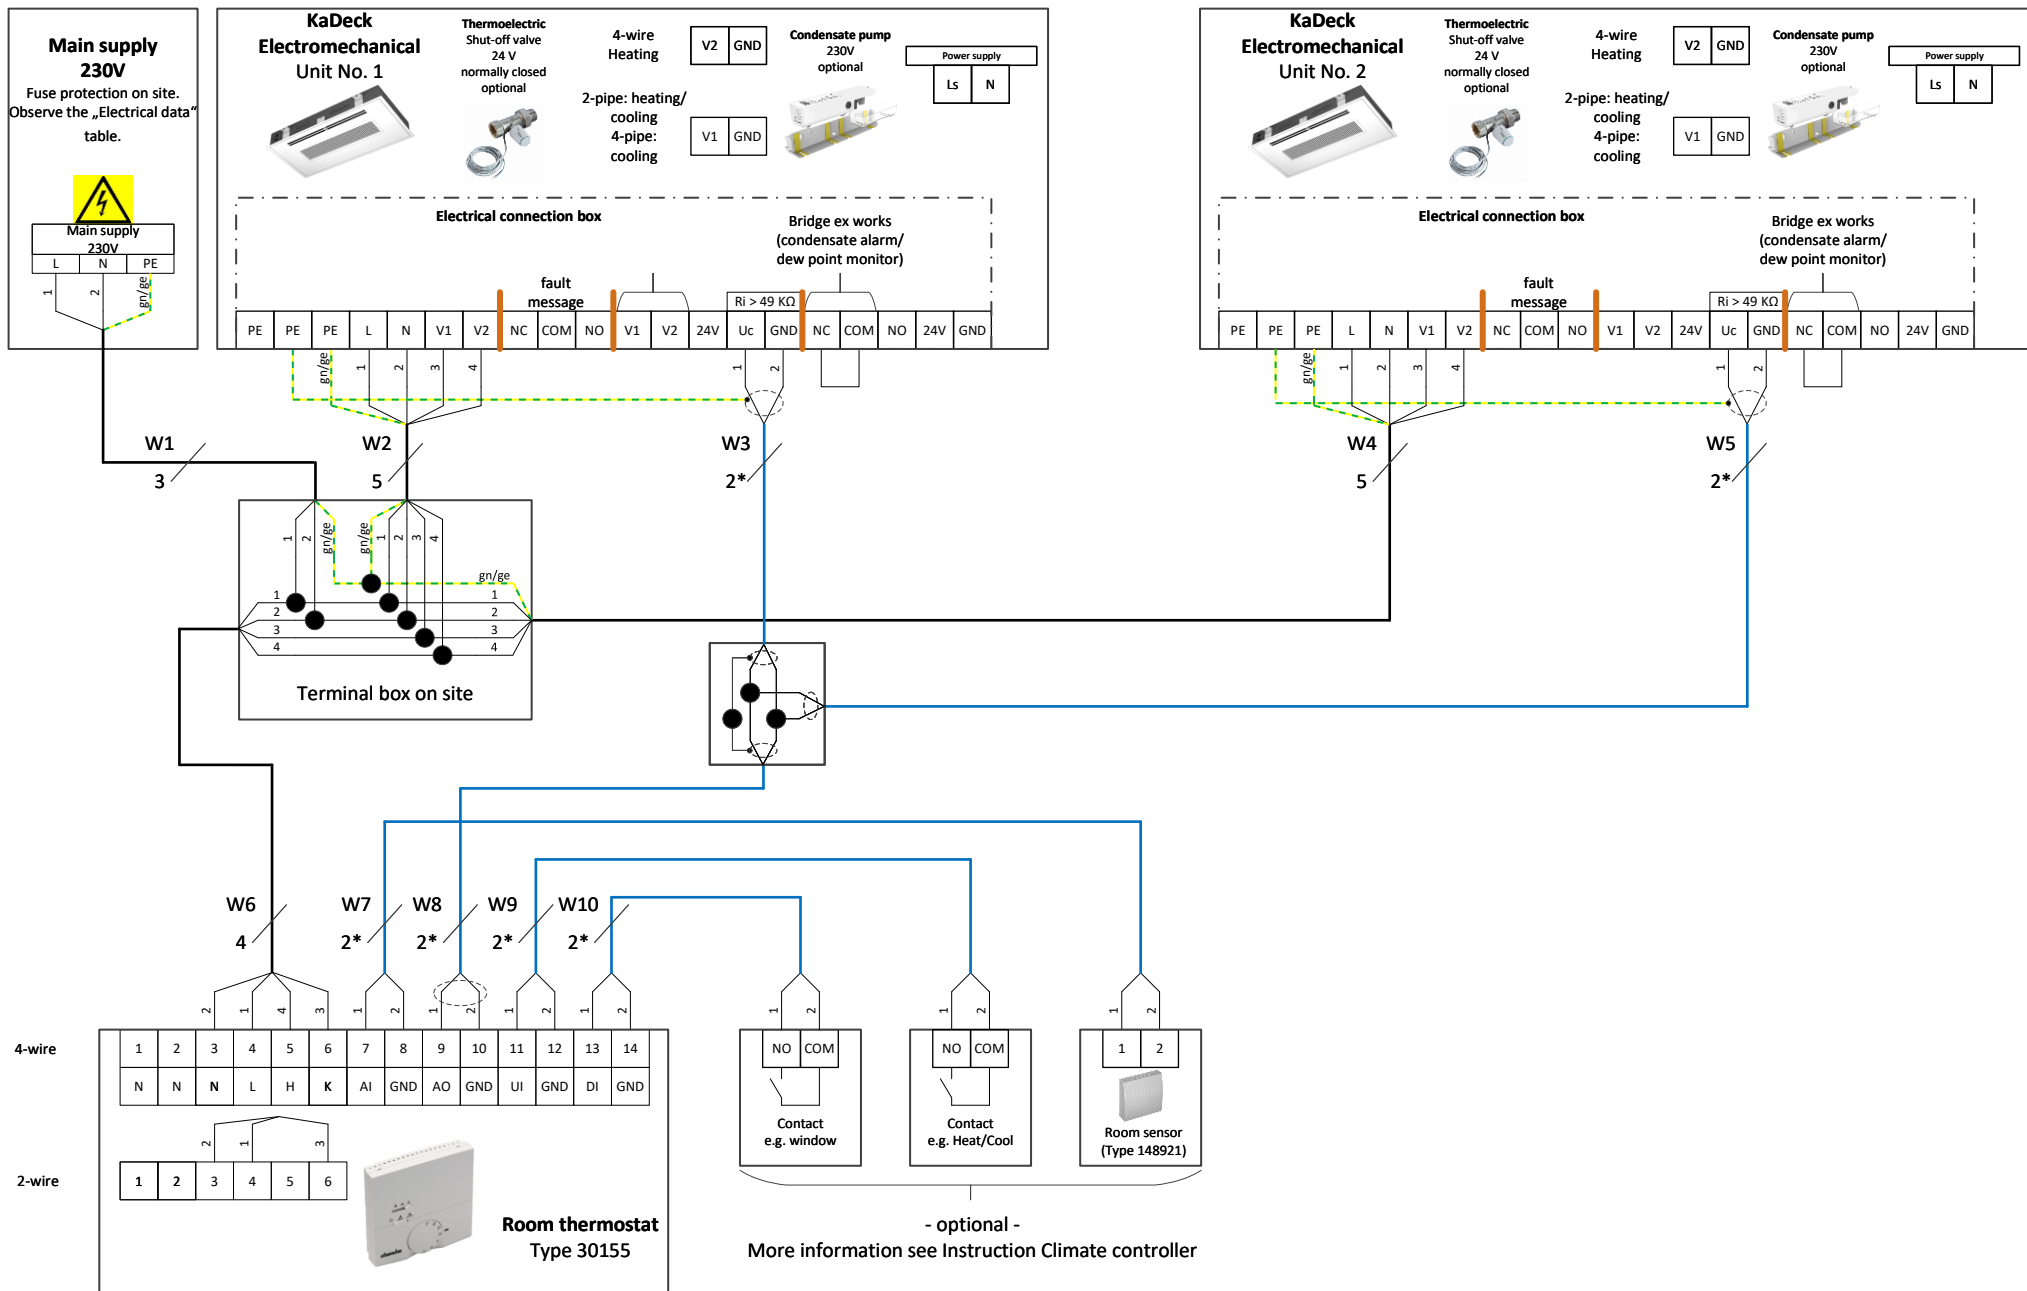 Main supply
230V
Fuse protection on site.
Observe the „Electrical data“
table.
Main supply
230V
L N PE
1 2 gn/ge
KaDeck
Electromechanical
Unit No. 1
Thermoelectric
Shut-off valve
24 V
normally closed
optional
4-wire
Heating
V2 GND
2-pipe: heating/
cooling
4-pipe:
cooling
V1 GND
Condensate pump
230V
optional
Power supply
Ls N
Electrical connection box
Bridge ex works
(condensate alarm/
dew point monitor)
fault
message
Ri > 49 KΩ
PE PE PE L N V1 V2 NC COM NO V1 V2 24V Uc GND NC COM NO 24V GND
gn/ge 1 2 3 4 1 2
KaDeck
Electromechanical
Unit No. 2
Thermoelectric
Shut-off valve
24 V
normally closed
optional
4-wire
Heating
V2 GND
2-pipe: heating/
cooling
4-pipe:
cooling
V1 GND
Condensate pump
230V
optional
Power supply
Ls N
Electrical connection box
Bridge ex works
(condensate alarm/
dew point monitor)
fault
message
Ri > 49 KΩ
PE PE PE L N V1 V2 NC COM NO V1 V2 24V Uc GND NC COM NO 24V GND
gn/ge 1 2 3 4 1 2
W1
3
W2
5
W3
2*
W4
5
W5
2*
1 2 gn/ge gn/ge 1 2 3 4
gn/ge
1 1
2 2
3 3
4 4
Terminal box on site
W6
4
W7
2*
W8
2*
W9
2*
W10
2*
2 1 4 3 1 2 1 2 1 2 1 2
4-wire
1 2 3 4 5 6 7 8 9 10 11 12 13 14
N N N L H K AI GND AO GND UI GND DI GND
2 1 3
2-wire
1 2 3 4 5 6
Room thermostat
Type 30155
1 2
NO COM
Contact
e.g. window
1 2
NO COM
Contact
e.g. Heat/Cool
1 2
1 2
Room sensor
(Type 148921)
- optional -
More information see Instruction Climate controller